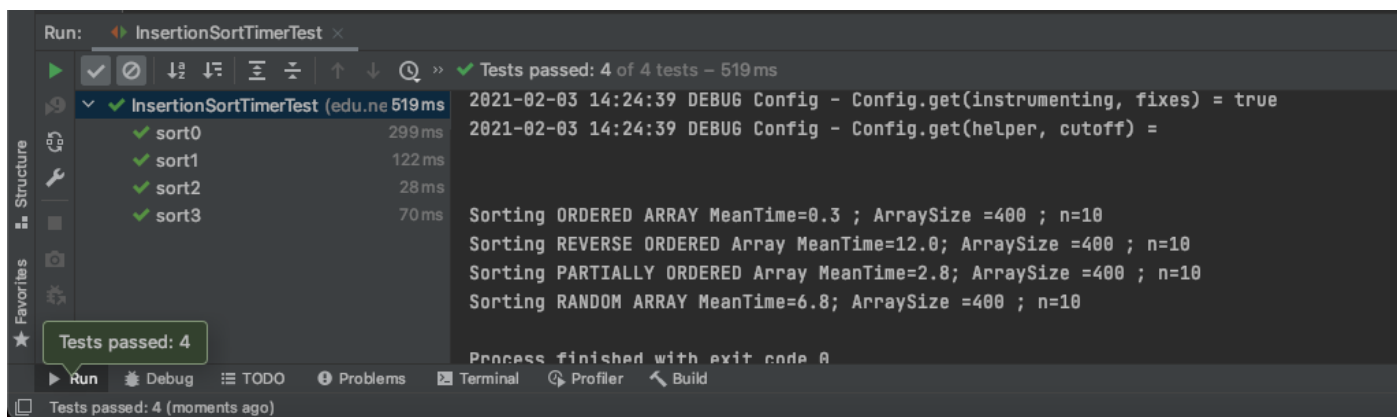 Run: InsertionSortTimerTest ×
» Tests passed: 4 of 4 tests – 519 ms
InsertionSortTimerTest (edu.ne 519 ms
sort0 299 ms
sort1 122 ms
sort2 28 ms
sort3 70 ms
2021-02-03 14:24:39 DEBUG Config - Config.get(instrumenting, fixes) = true
2021-02-03 14:24:39 DEBUG Config - Config.get(helper, cutoff) =
Sorting ORDERED ARRAY MeanTime=0.3 ; ArraySize =400 ; n=10
Sorting REVERSE ORDERED Array MeanTime=12.0; ArraySize =400 ; n=10
Sorting PARTIALLY ORDERED Array MeanTime=2.8; ArraySize =400 ; n=10
Sorting RANDOM ARRAY MeanTime=6.8; ArraySize =400 ; n=10
Process finished with exit code 0
Structure
Favorites
Tests passed: 4
Run Debug TODO Problems Terminal Profiler Build
Tests passed: 4 (moments ago)